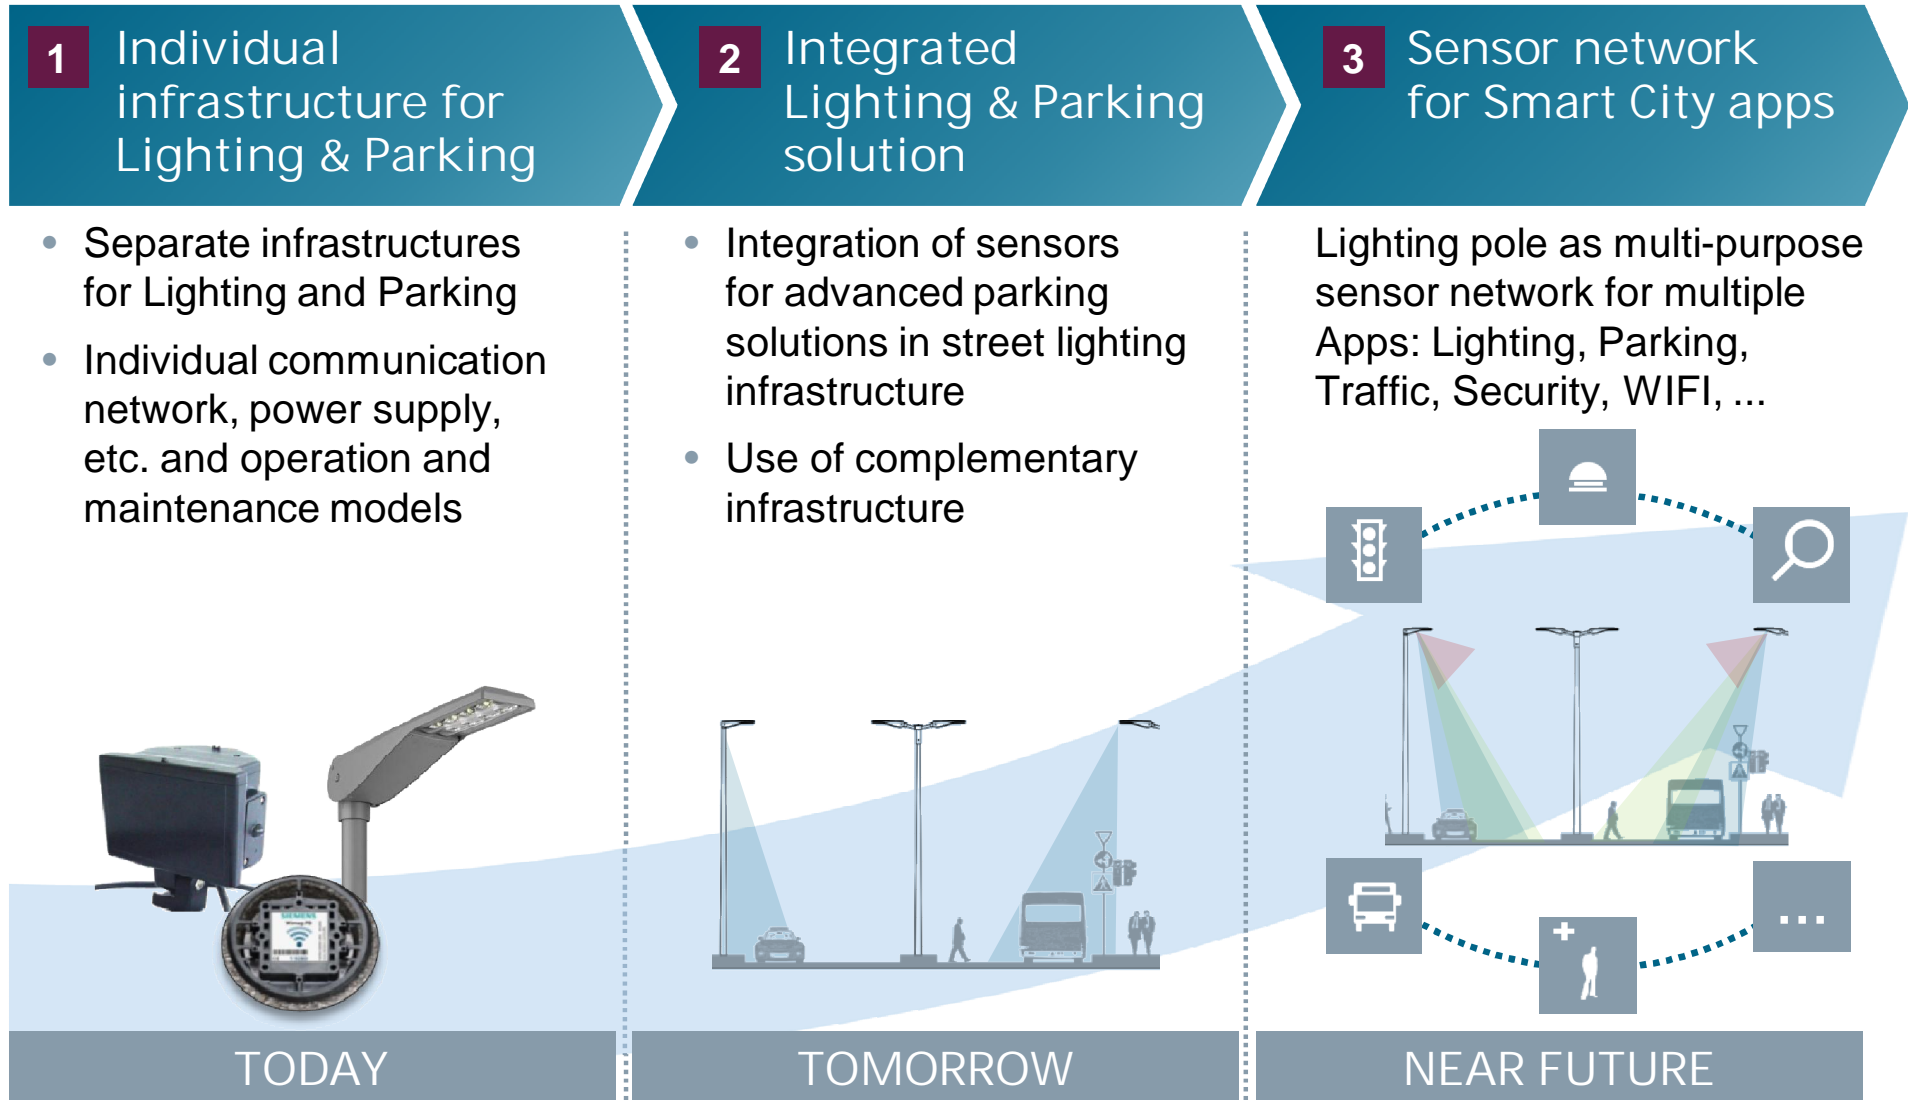 1
Individual
infrastructure for
Lighting & Parking
2
Integrated
Lighting & Parking
solution
3
Sensor network
for Smart City apps
• Separate infrastructures
for Lighting and Parking
• Individual communication
network, power supply,
etc. and operation and
maintenance models
• Integration of sensors
for advanced parking
solutions in street lighting
infrastructure
• Use of complementary
infrastructure
Lighting pole as multi-purpose
sensor network for multiple
Apps: Lighting, Parking,
Traffic, Security, WIFI, ...
SIEMENS
...
TODAY
TOMORROW
NEAR FUTURE